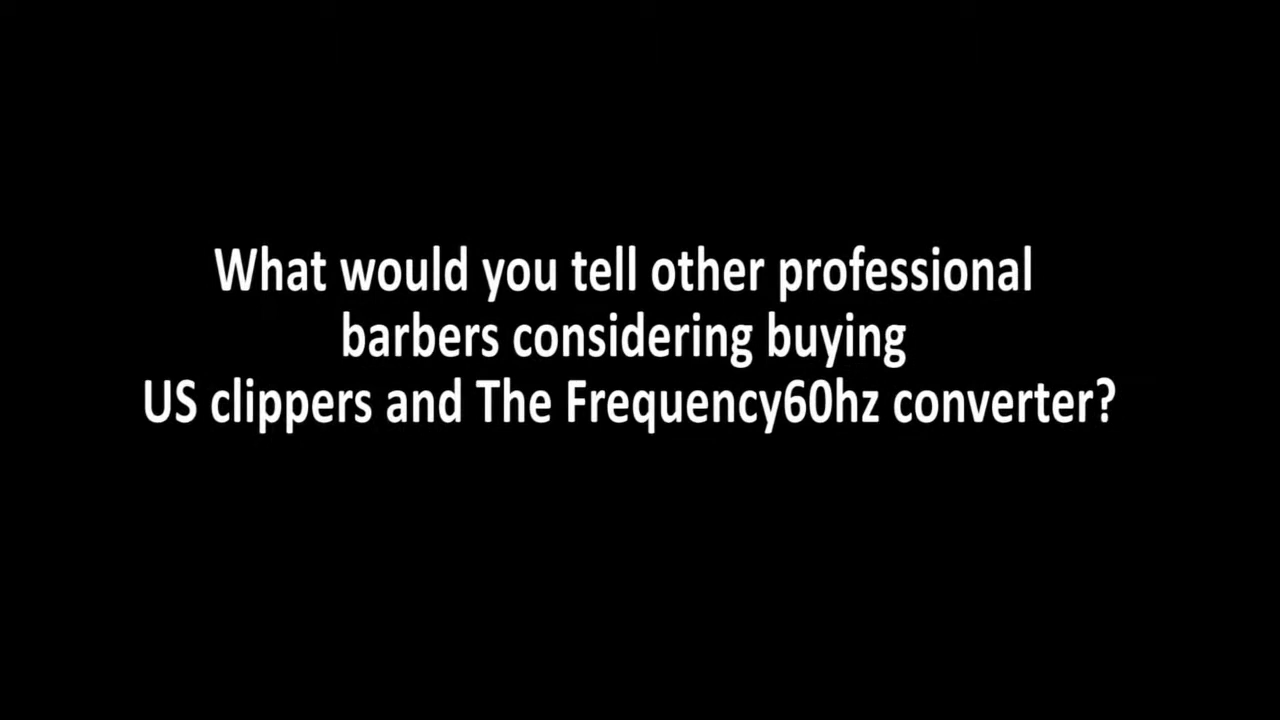 What would you tell other professional
barbers considering buying
US clippers and The Frequency60hz converter?